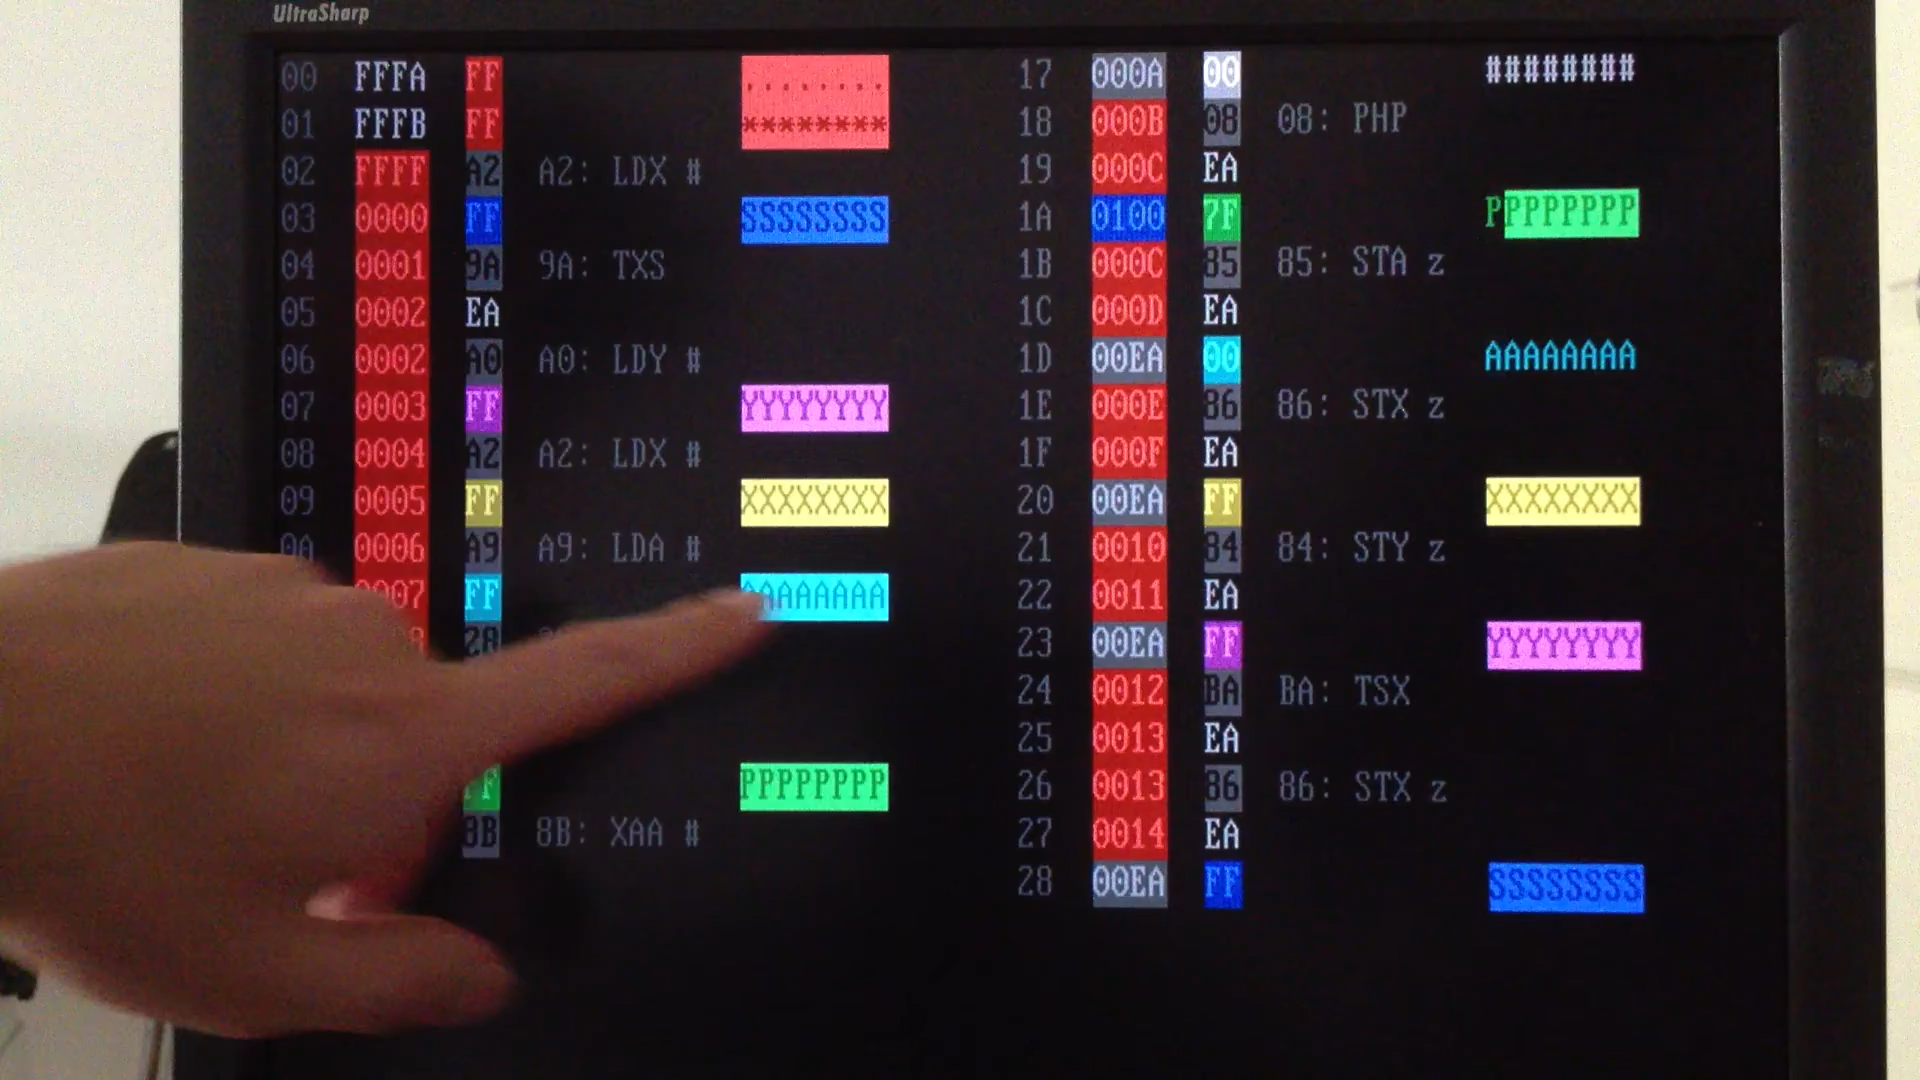 UltraSharp
00 FFFA FF ........
01 FFFB FF ********
02 FFFF A2 A2: LDX #
03 0000 FF SSSSSSSS
04 0001 9A 9A: TXS
05 0002 EA
06 0002 A0 A0: LDY #
07 0003 FF YYYYYYYY
08 0004 A2 A2: LDX #
09 0005 FF XXXXXXXX
0A 0006 A9 A9: LDA #
07 FF AAAAAAAA
8 28
FF PPPPPPPP
8B 8B: XAA #
17 000A 00 ########
18 000B 08 08: PHP
19 000C EA
1A 0100 7F PPPPPPPP
1B 000C 85 85: STA z
1C 000D EA
1D 00EA 00 AAAAAAAA
1E 000E 86 86: STX z
1F 000F EA
20 00EA FF XXXXXXXX
21 0010 84 84: STY z
22 0011 EA
23 00EA FF YYYYYYYY
24 0012 BA BA: TSX
25 0013 EA
26 0013 86 86: STX z
27 0014 EA
28 00EA FF SSSSSSSS